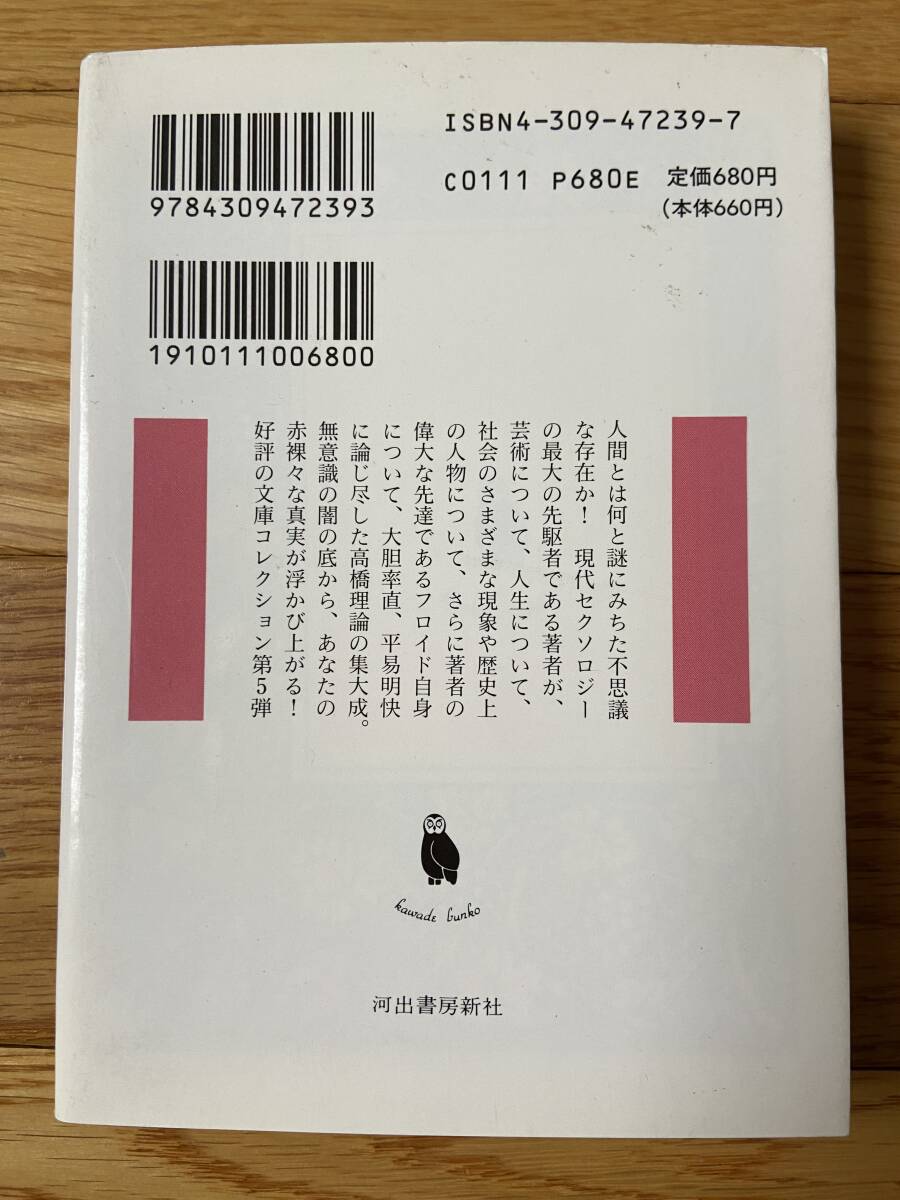 ISBN4-309-47239-7
C0111 P680E 定価680円
(本体660円)
9784309472393
1910111006800
人間とは何と謎にみちた不思議
な存在か! 現代セクソロジー
の最大の先駆者である著者が、
芸術について、人生について、
社会のさまざまな現象や歴史上
の人物について、さらに著者の
偉大な先達であるフロイド自身
について、大胆率直、平易明快
に論じ尽した高橋理論の集大成。
無意識の闇の底から、あなたの
赤裸々な真実が浮かび上がる!
好評の文庫コレクション第5弾
kawade bunko
河出書房新社